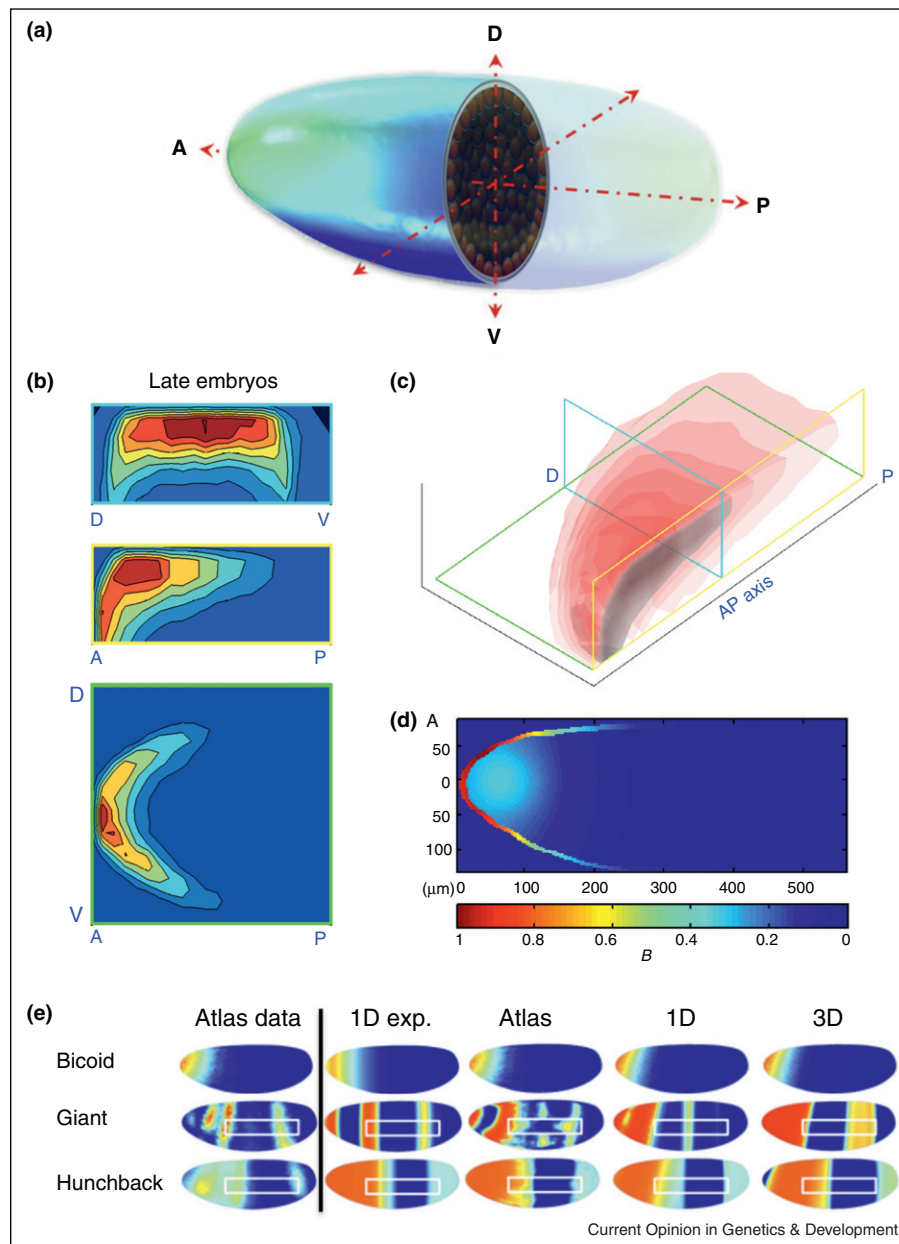 (a)
D
A
P
V
(b)
Late embryos
D V
A P
D
V
A P
(c)
D
P
AP axis
(d)
A
50
0
50
100
(μm) 0 100 200 300 400 500
1 0.8 0.6 0.4 0.2 0
B
(e)
Atlas data 1D exp. Atlas 1D 3D
Bicoid
Giant
Hunchback
Current Opinion in Genetics & Development